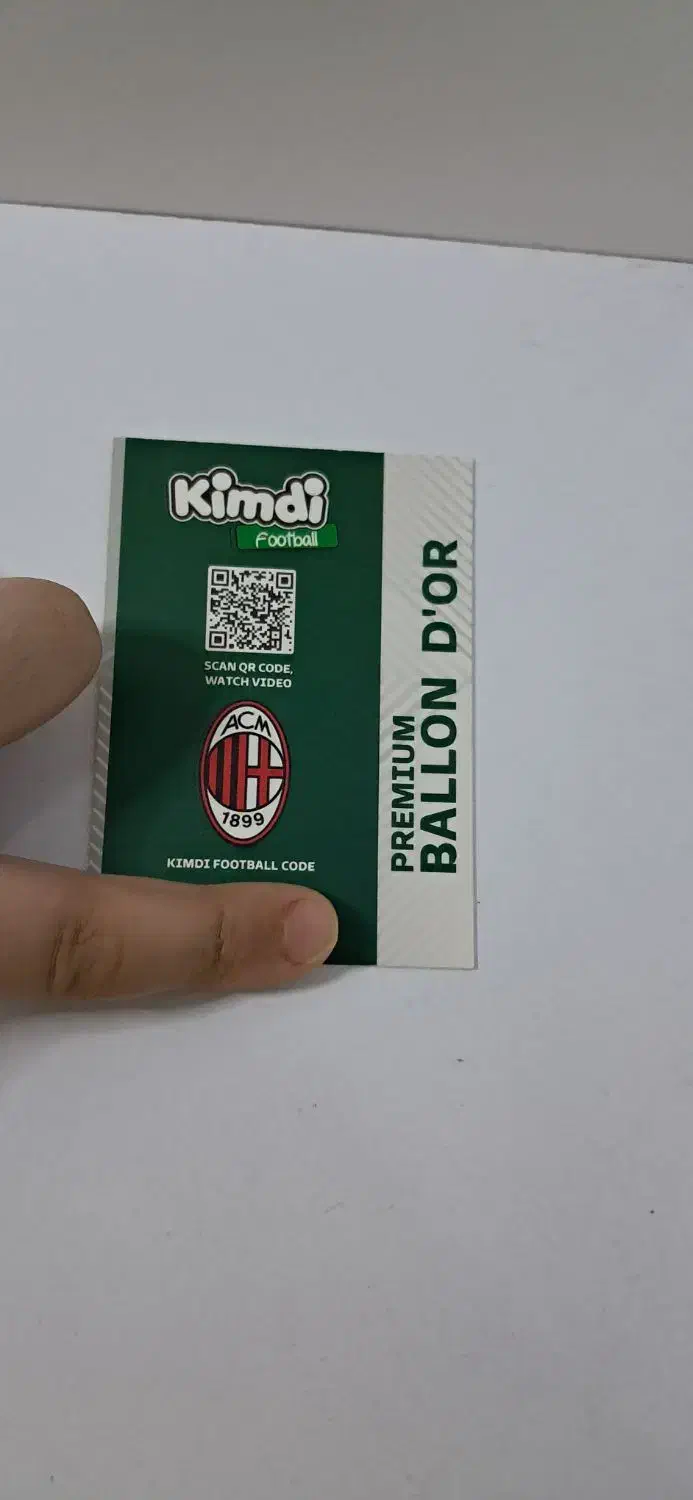 Kimdi
Football
SCAN QR CODE,
WATCH VIDEO
ACM
1899
KIMDI FOOTBALL CODE
PREMIUM
BALLON D'OR